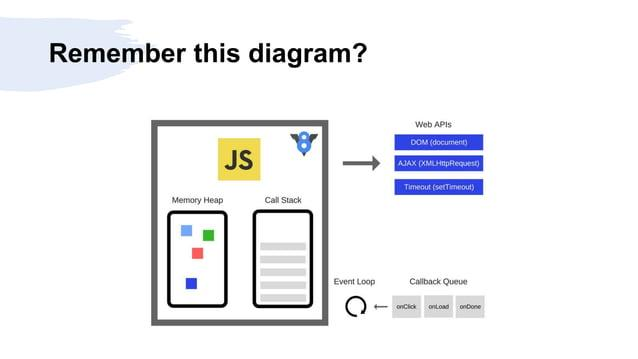 Remember this diagram?
Web APIs
DOM (document)
JS
AJAX (XMLHttpRequest)
Timeout (setTimeout)
Memory Heap
Call Stack
Event Loop
Callback Queue
onClick
onLoad
onDone